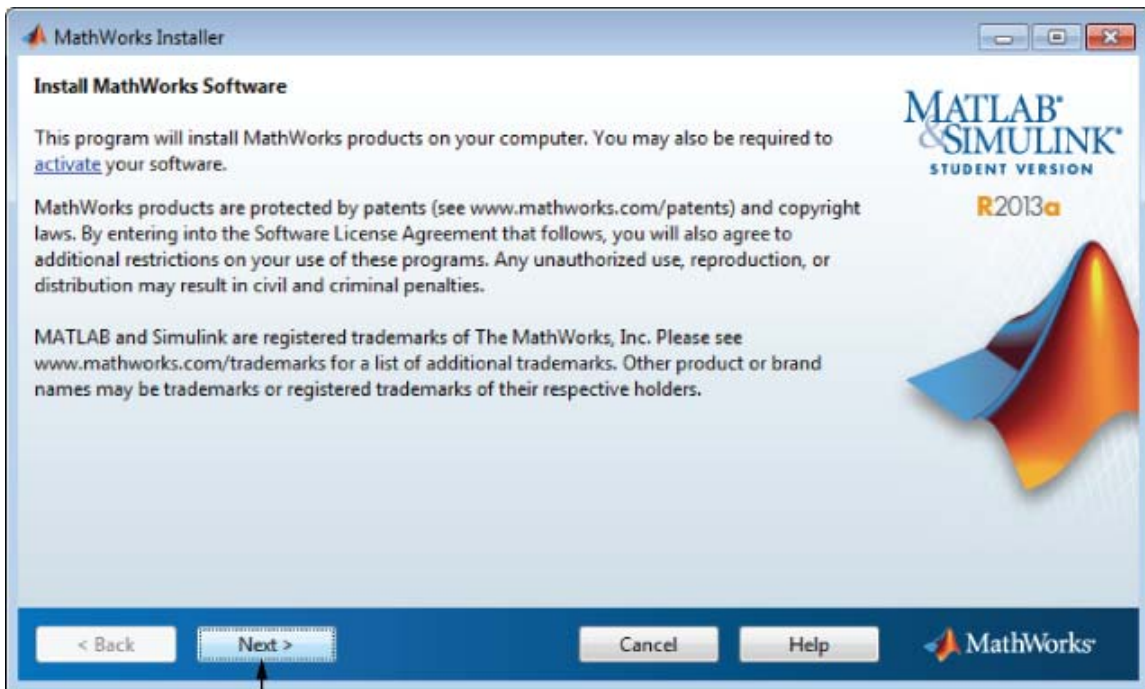 MathWorks Installer
Install MathWorks Software
This program will install MathWorks products on your computer. You may also be required to
activate your software.
MathWorks products are protected by patents (see www.mathworks.com/patents) and copyright
laws. By entering into the Software License Agreement that follows, you will also agree to
additional restrictions on your use of these programs. Any unauthorized use, reproduction, or
distribution may result in civil and criminal penalties.
MATLAB and Simulink are registered trademarks of The MathWorks, Inc. Please see
www.mathworks.com/trademarks for a list of additional trademarks. Other product or brand
names may be trademarks or registered trademarks of their respective holders.
MATLAB®
&SIMULINK®
STUDENT VERSION
R2013a
< Back
Next >
Cancel
Help
MathWorks®